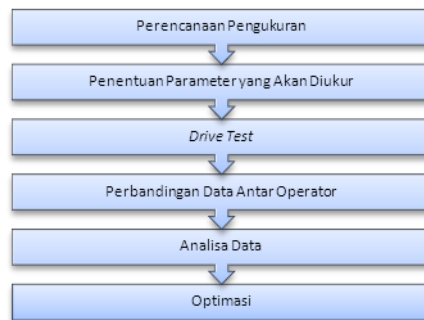 Perencanaan Pengukuran
Penentuan Parameter yang Akan Diukur
Drive Test
Perbandingan Data Antar Operator
Analisa Data
Optimasi